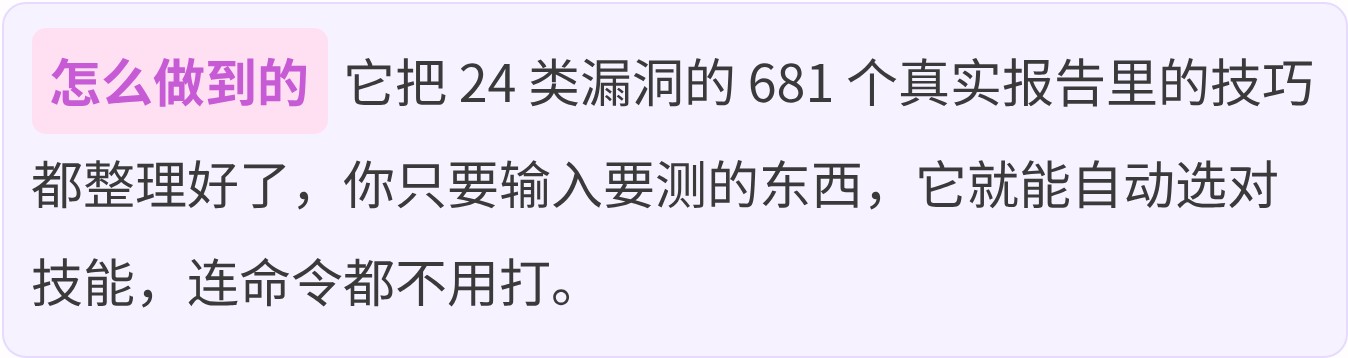 怎么做到的 它把 24 类漏洞的 681 个真实报告里的技巧
都整理好了，你只要输入要测的东西，它就能自动选对
技能，连命令都不用打。